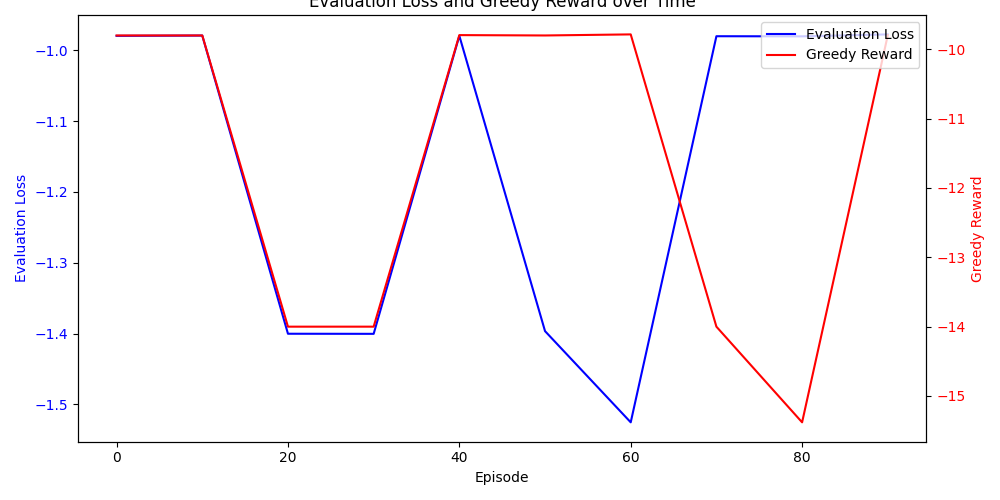 Evaluation Loss and Greedy Reward over Time
Evaluation Loss
Greedy Reward
−1.0
−1.1
−1.2
−1.3
−1.4
−1.5
Evaluation Loss
−10
−11
−12
−13
−14
−15
Greedy Reward
0
20
40
60
80
Episode